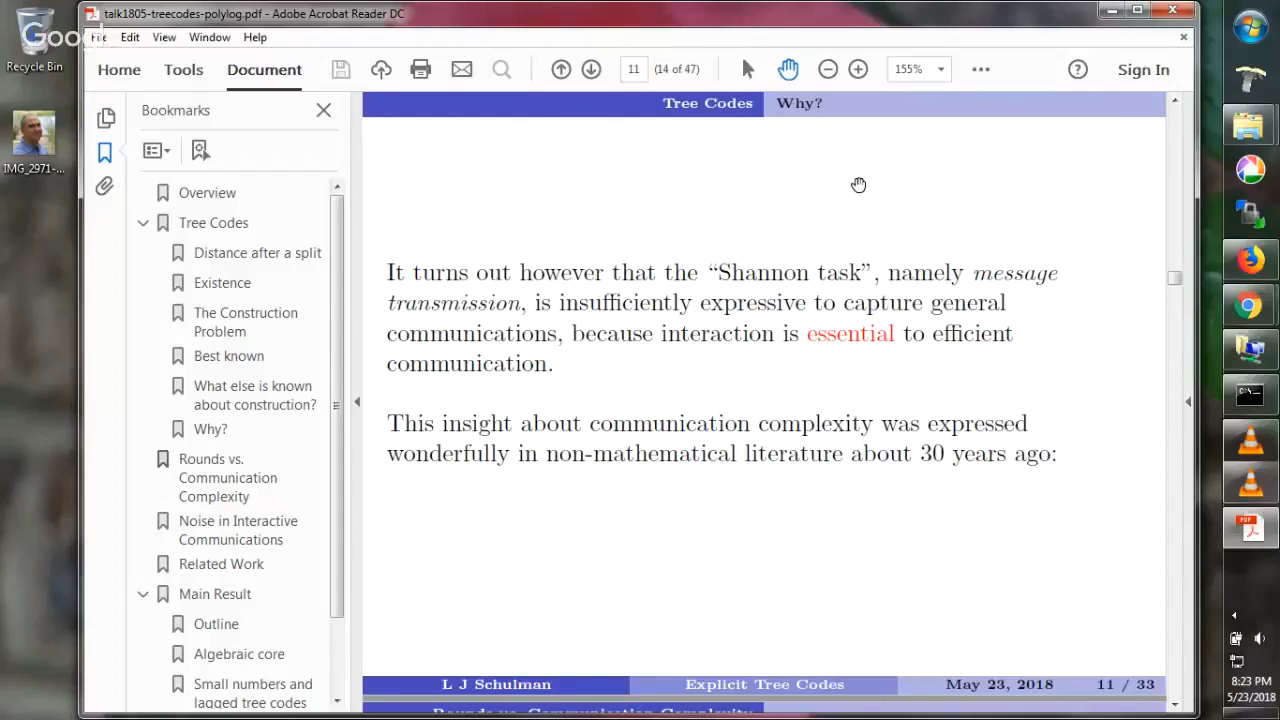 talk1805-treecodes-polylog.pdf - Adobe Acrobat Reader DC
File Edit View Window Help
Home Tools Document 11 (14 of 47) 155% Sign In
Recycle Bin
IMG_2971-...
Bookmarks
Overview
Tree Codes
Distance after a split
Existence
The Construction
Problem
Best known
What else is known
about construction?
Why?
Rounds vs.
Communication
Complexity
Noise in Interactive
Communications
Related Work
Main Result
Outline
Algebraic core
Small numbers and
lagged tree codes
Tree Codes Why?
It turns out however that the “Shannon task”, namely message
transmission, is insufficiently expressive to capture general
communications, because interaction is essential to efficient
communication.
This insight about communication complexity was expressed
wonderfully in non-mathematical literature about 30 years ago:
L J Schulman Explicit Tree Codes May 23, 2018 11 / 33
Rounds vs. Communication Complexity
8:23 PM
5/23/2018